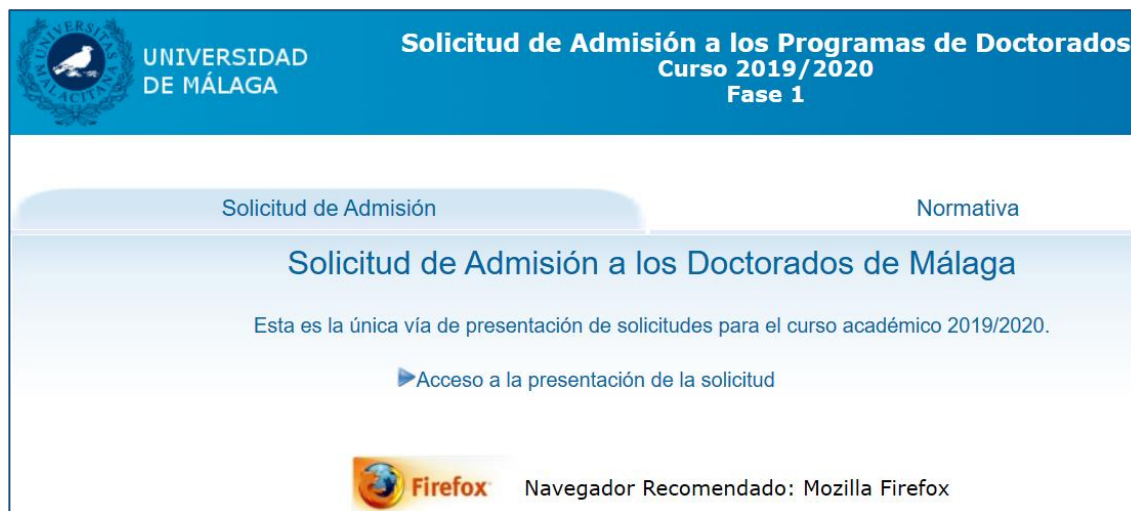 UNIVERSIDAD
DE MÁLAGA
Solicitud de Admisión a los Programas de Doctorados
Curso 2019/2020
Fase 1
Solicitud de Admisión
Normativa
Solicitud de Admisión a los Doctorados de Málaga
Esta es la única vía de presentación de solicitudes para el curso académico 2019/2020.
Acceso a la presentación de la solicitud
Firefox
Navegador Recomendado: Mozilla Firefox